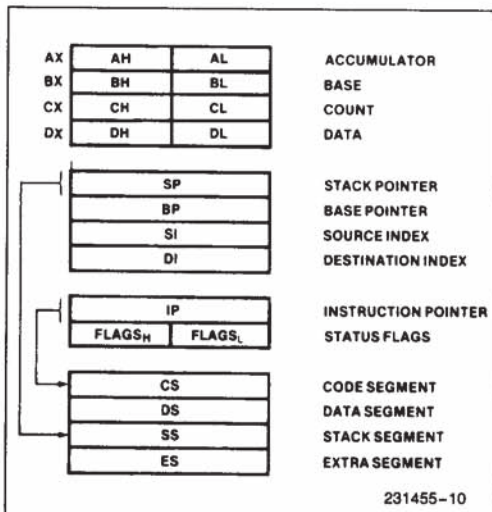 AX AH AL ACCUMULATOR
BX BH BL BASE
CX CH CL COUNT
DX DH DL DATA
SP STACK POINTER
BP BASE POINTER
SI SOURCE INDEX
DI DESTINATION INDEX
IP INSTRUCTION POINTER
FLAGSH FLAGSL STATUS FLAGS
CS CODE SEGMENT
DS DATA SEGMENT
SS STACK SEGMENT
ES EXTRA SEGMENT
231455-10